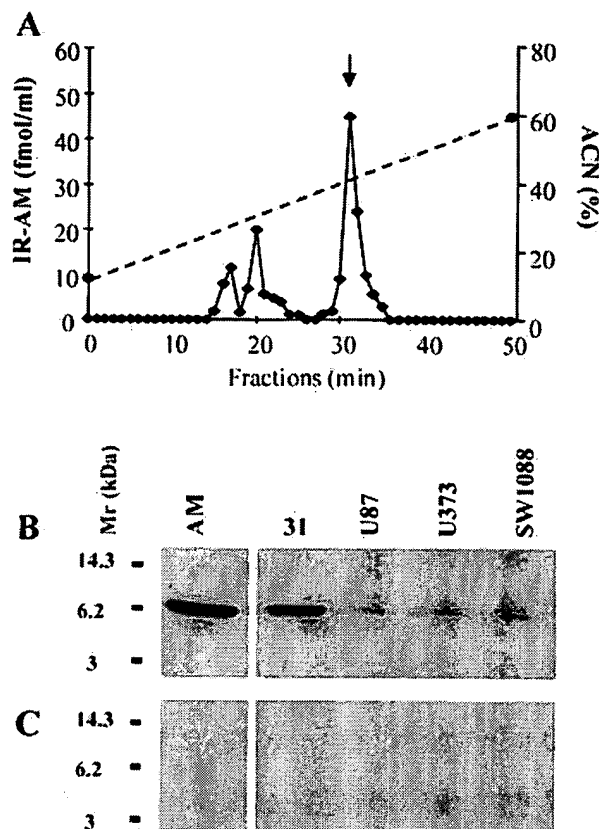 A
IR-AM (fmol/ml)
60
50
40
30
20
10
0
80
60
40
20
0
ACN (%)
0 10 20 30 40 50
Fractions (min)
Mr (kDa)
AM
31
U87
U373
SW1088
B
14.3
6.2
3
C
14.3
6.2
3